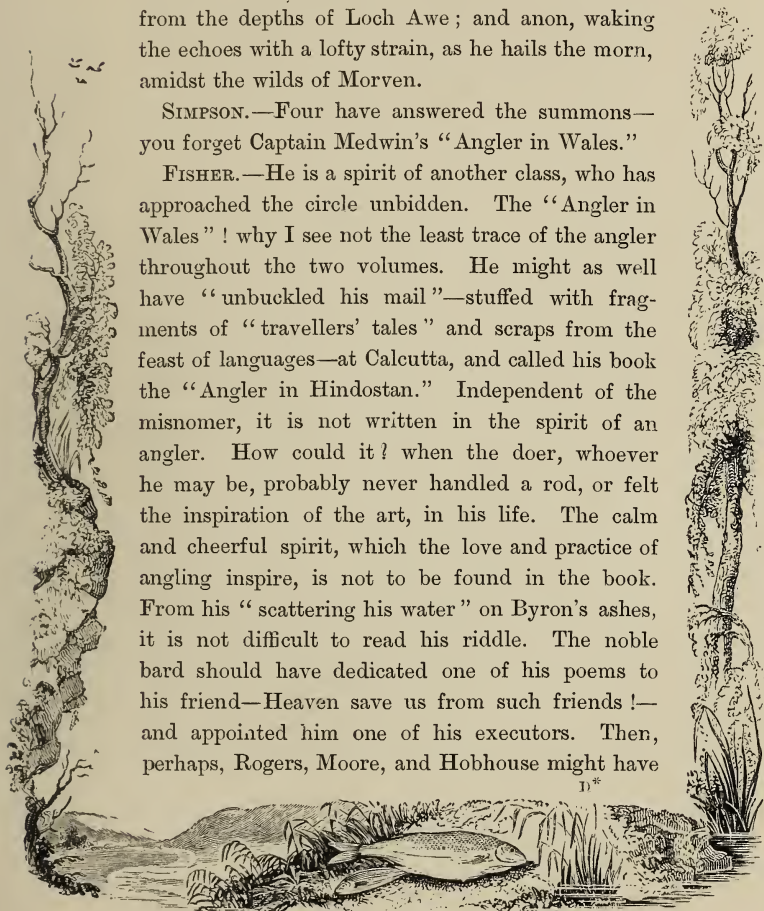 from the depths of Loch Awe ; and anon, waking
the echoes with a lofty strain, as he hails the morn,
amidst the wilds of Morven.
SIMPSON.—Four have answered the summons—
you forget Captain Medwin's "Angler in Wales."
FISHER.—He is a spirit of another class, who has
approached the circle unbidden. The "Angler in
Wales" ! why I see not the least trace of the angler
throughout the two volumes. He might as well
have "unbuckled his mail"—stuffed with frag-
ments of "travellers' tales" and scraps from the
feast of languages—at Calcutta, and called his book
the "Angler in Hindostan." Independent of the
misnomer, it is not written in the spirit of an
angler. How could it? when the doer, whoever
he may be, probably never handled a rod, or felt
the inspiration of the art, in his life. The calm
and cheerful spirit, which the love and practice of
angling inspire, is not to be found in the book.
From his "scattering his water" on Byron's ashes,
it is not difficult to read his riddle. The noble
bard should have dedicated one of his poems to
his friend—Heaven save us from such friends !—
and appointed him one of his executors. Then,
perhaps, Rogers, Moore, and Hobhouse might have
D*